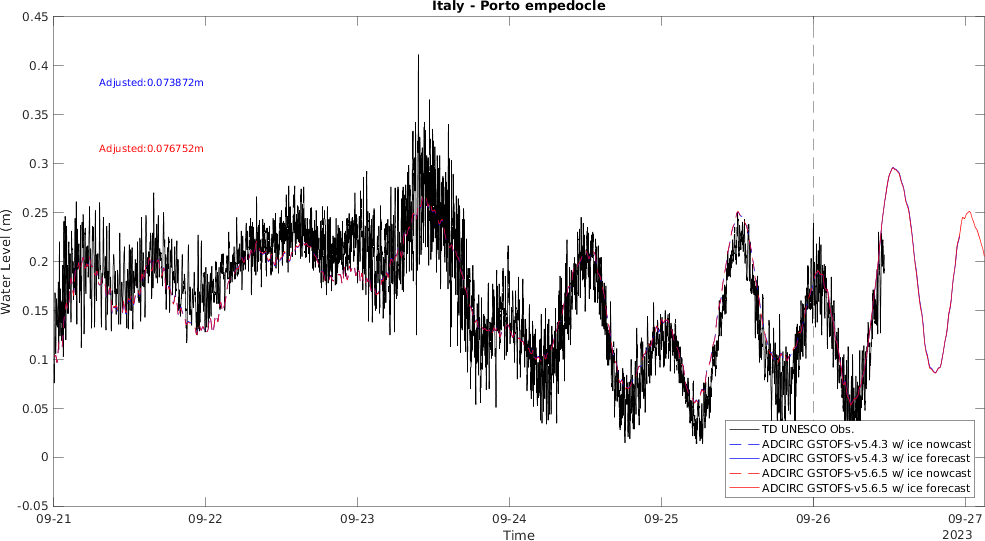 Italy - Porto empedocle
0.45
0.4
0.35
0.3
0.25
0.2
0.15
0.1
0.05
0
-0.05
Water Level (m)
Adjusted:0.073872m
Adjusted:0.076752m
TD UNESCO Obs.
ADCIRC GSTOFS-v5.4.3 w/ ice nowcast
ADCIRC GSTOFS-v5.4.3 w/ ice forecast
ADCIRC GSTOFS-v5.6.5 w/ ice nowcast
ADCIRC GSTOFS-v5.6.5 w/ ice forecast
09-21 09-22 09-23 09-24 09-25 09-26 09-27
Time
2023